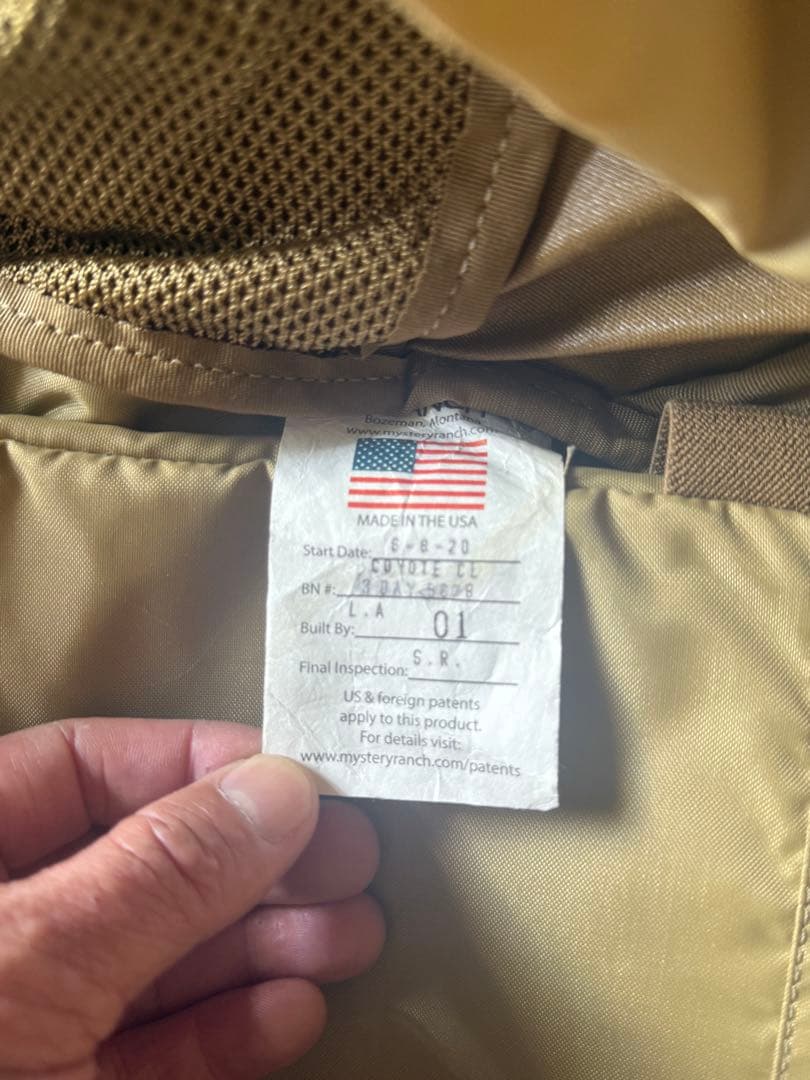 Bozeman, Montana
www.mysteryranch.com
MADE IN THE USA
Start Date: 6-8-20
COYOTE CL
BN #: 3 DAY
L.A
Built By: 01
Final Inspection: S.R.
US & foreign patents
apply to this product.
For details visit:
www.mysteryranch.com/patents